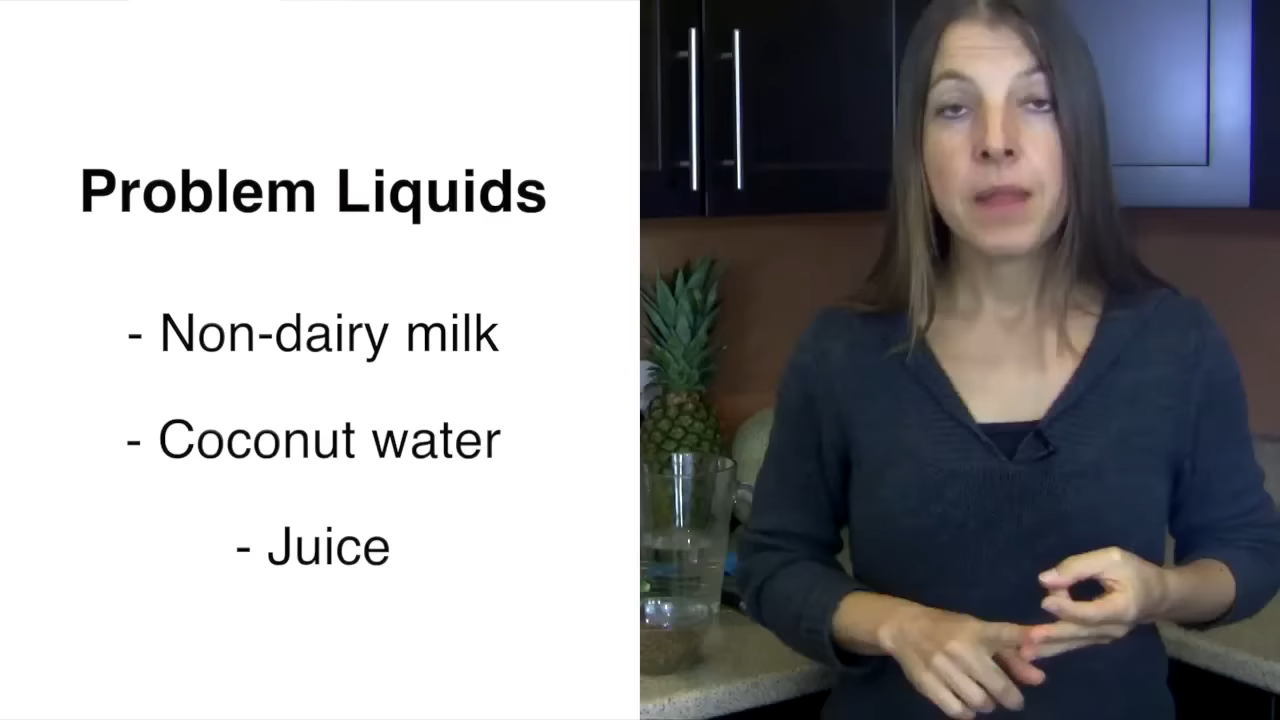 Problem Liquids
- Non-dairy milk
- Coconut water
- Juice